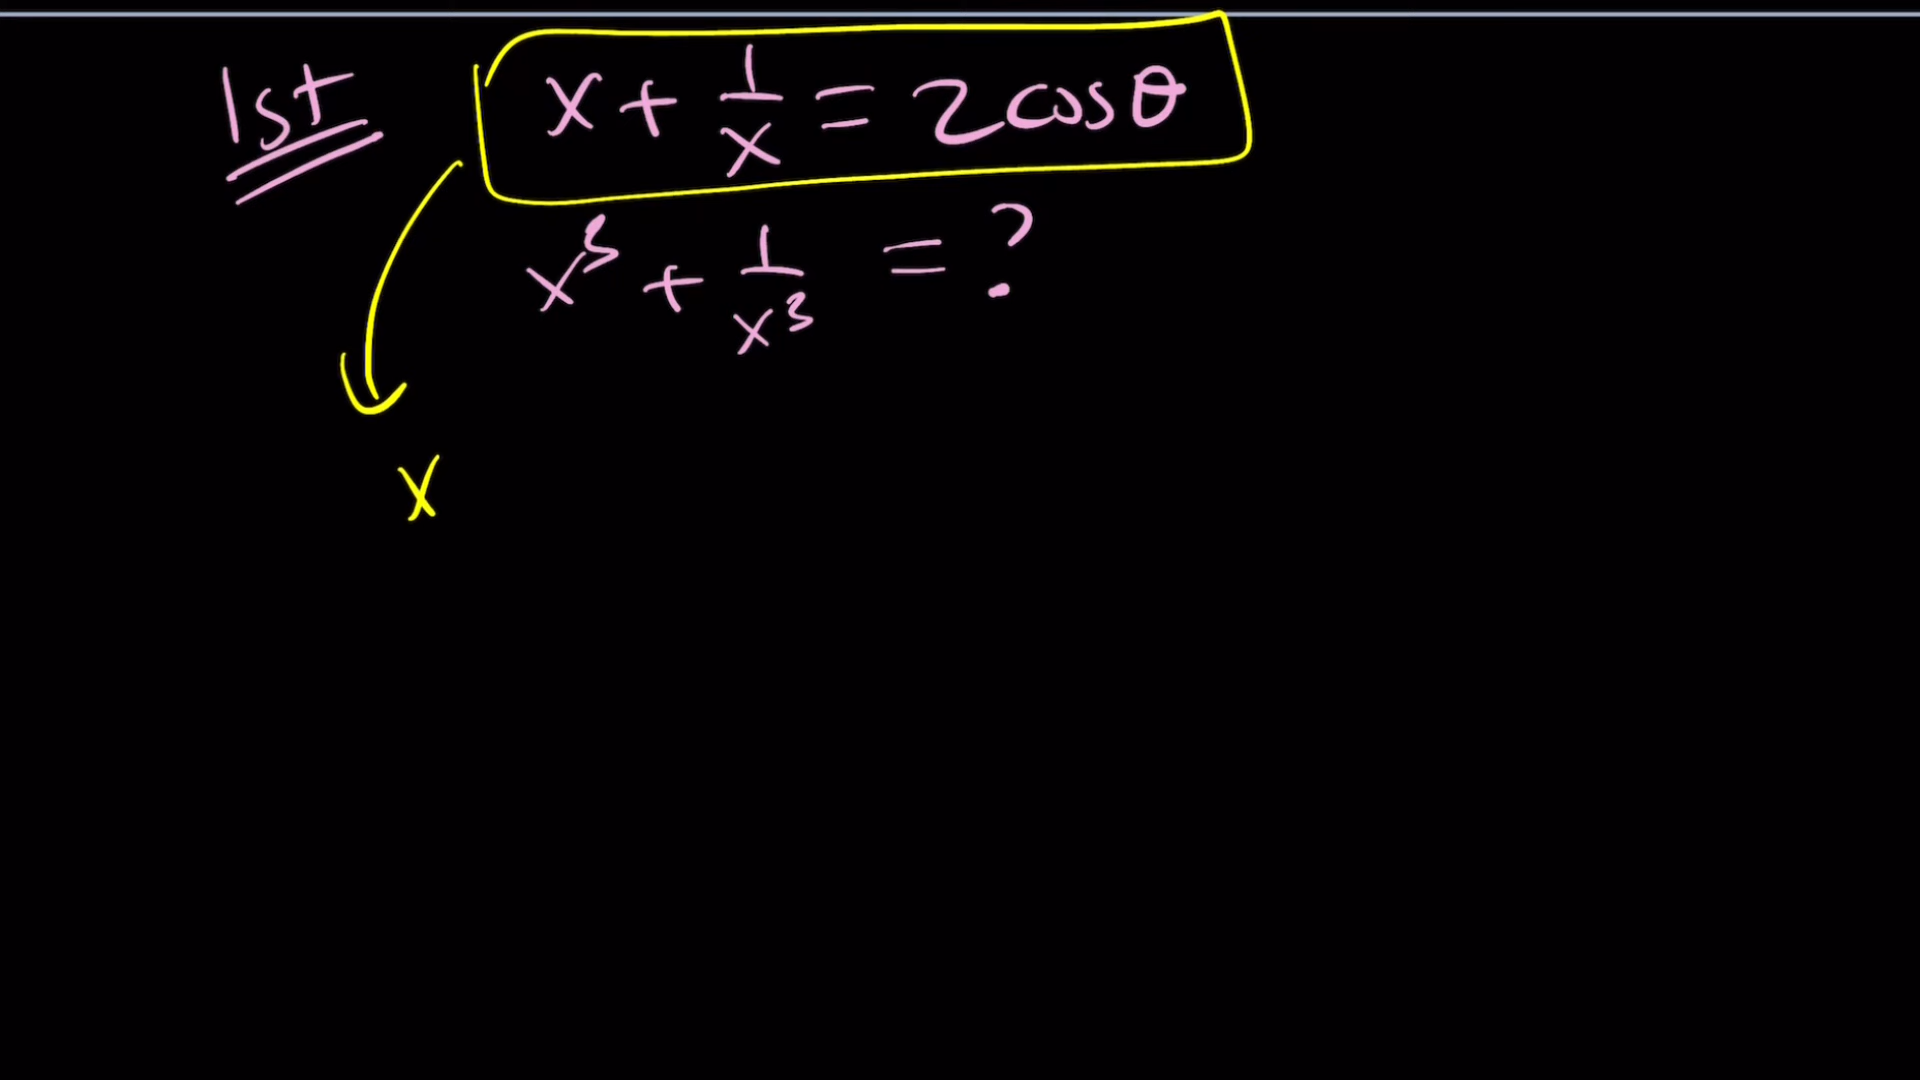 1st x + 1/x = 2cosθ
x³ + 1/x³ = ?
x